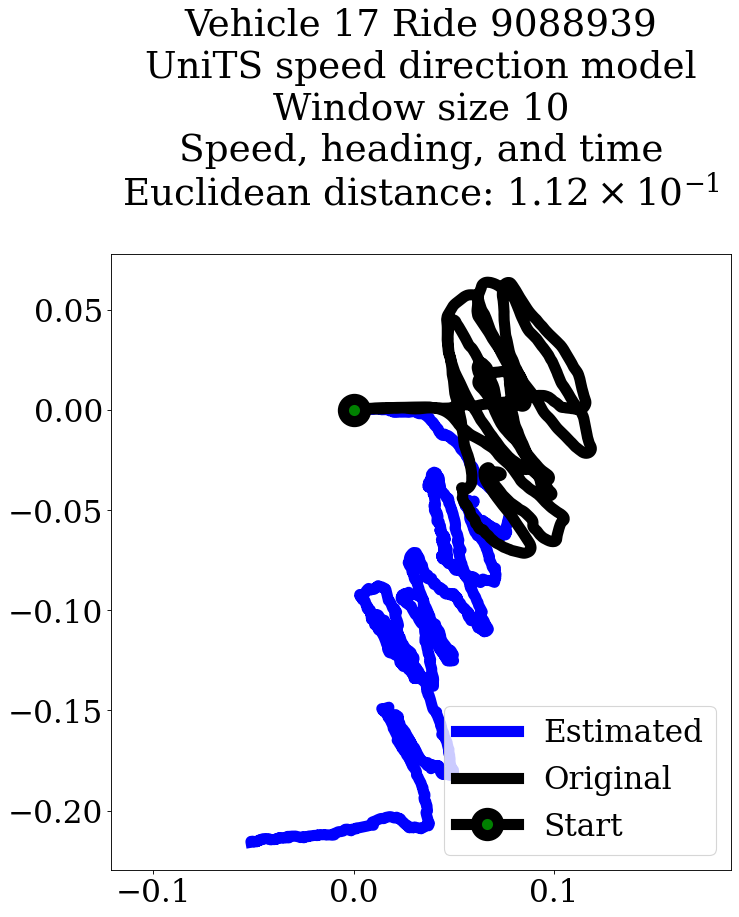 Vehicle 17 Ride 9088939
UniTS speed direction model
Window size 10
Speed, heading, and time
Euclidean distance: 1.12 × 10⁻¹
0.05
0.00
−0.05
−0.10
−0.15
−0.20
−0.1
0.0
0.1
Estimated
Original
Start